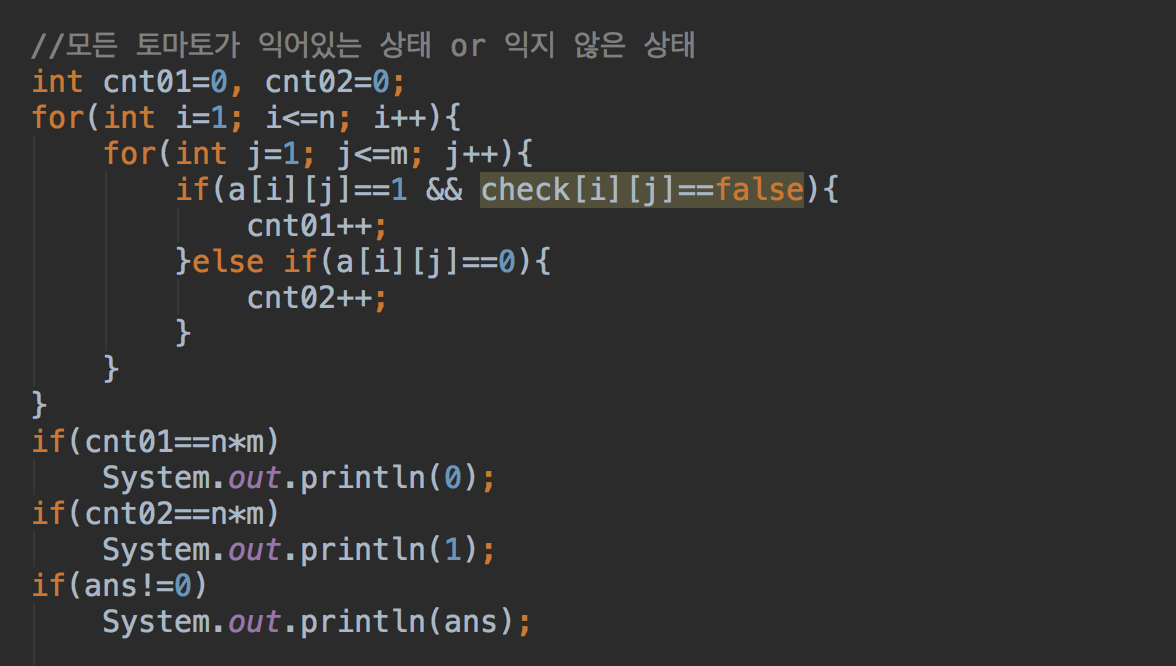 //모든 토마토가 익어있는 상태 or 익지 않은 상태
int cnt01=0, cnt02=0;
for(int i=1; i<=n; i++){
for(int j=1; j<=m; j++){
if(a[i][j]==1 && check[i][j]==false){
cnt01++;
}else if(a[i][j]==0){
cnt02++;
}
}
}
if(cnt01==n*m)
System.out.println(0);
if(cnt02==n*m)
System.out.println(1);
if(ans!=0)
System.out.println(ans);